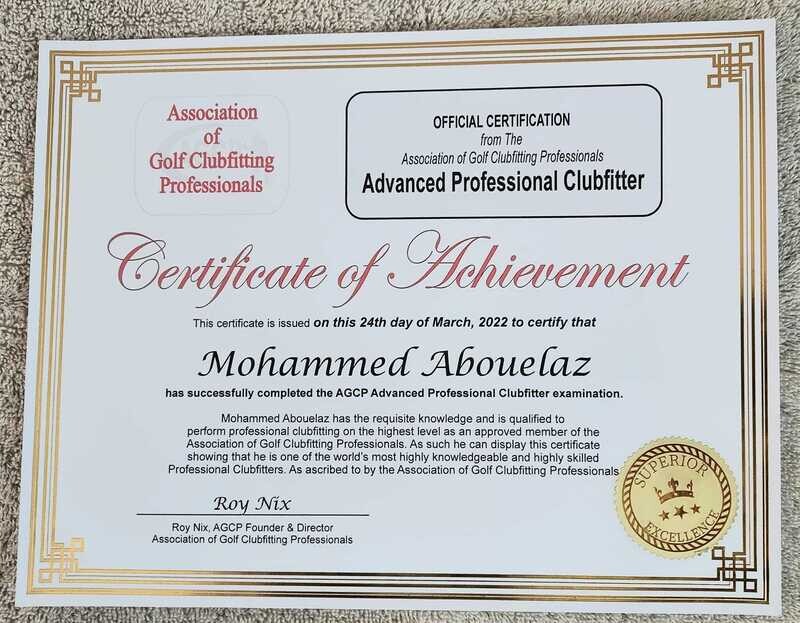 Association
of
Golf Clubfitting
Professionals
OFFICIAL CERTIFICATION
from The
Association of Golf Clubfitting Professionals
Advanced Professional Clubfitter
Certificate of Achievement
This certificate is issued on this 24th day of March, 2022 to certify that
Mohammed Abouelaz
has successfully completed the AGCP Advanced Professional Clubfitter examination.
Mohammed Abouelaz has the requisite knowledge and is qualified to
perform professional clubfitting on the highest level as an approved member of the
Association of Golf Clubfitting Professionals. As such he can display this certificate
showing that he is one of the world's most highly knowledgeable and highly skilled
Professional Clubfitters. As ascribed to by the Association of Golf Clubfitting Professionals
Roy Nix
Roy Nix, AGCP Founder & Director
Association of Golf Clubfitting Professionals
SUPERIOR
EXCELLENCE